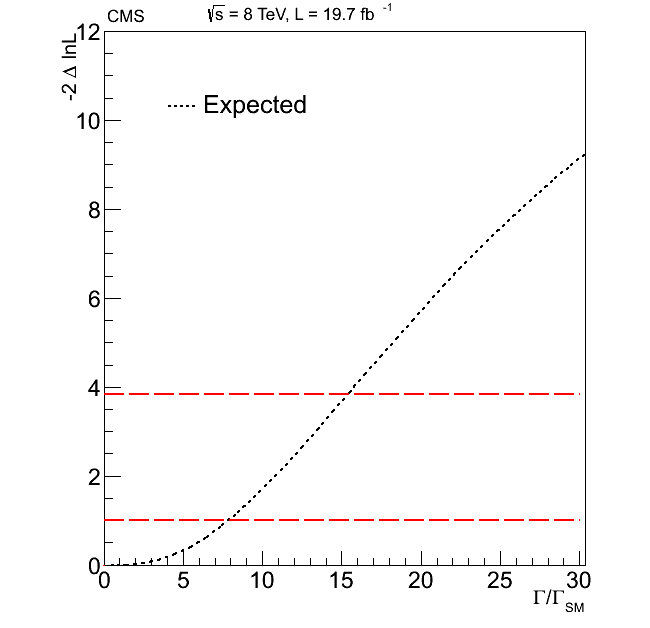 CMS √s = 8 TeV, L = 19.7 fb -1
-2 Δ lnL
12
10
8
6
4
2
0
Expected
0 5 10 15 20 25 30
Γ/Γ_SM